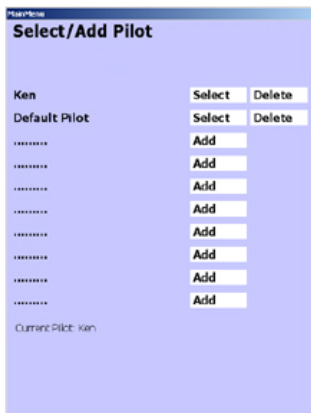 MainMenu
Select/Add Pilot
Ken Select Delete
Default Pilot Select Delete
......... Add
......... Add
......... Add
......... Add
......... Add
......... Add
......... Add
......... Add
Current Pilot: Ken